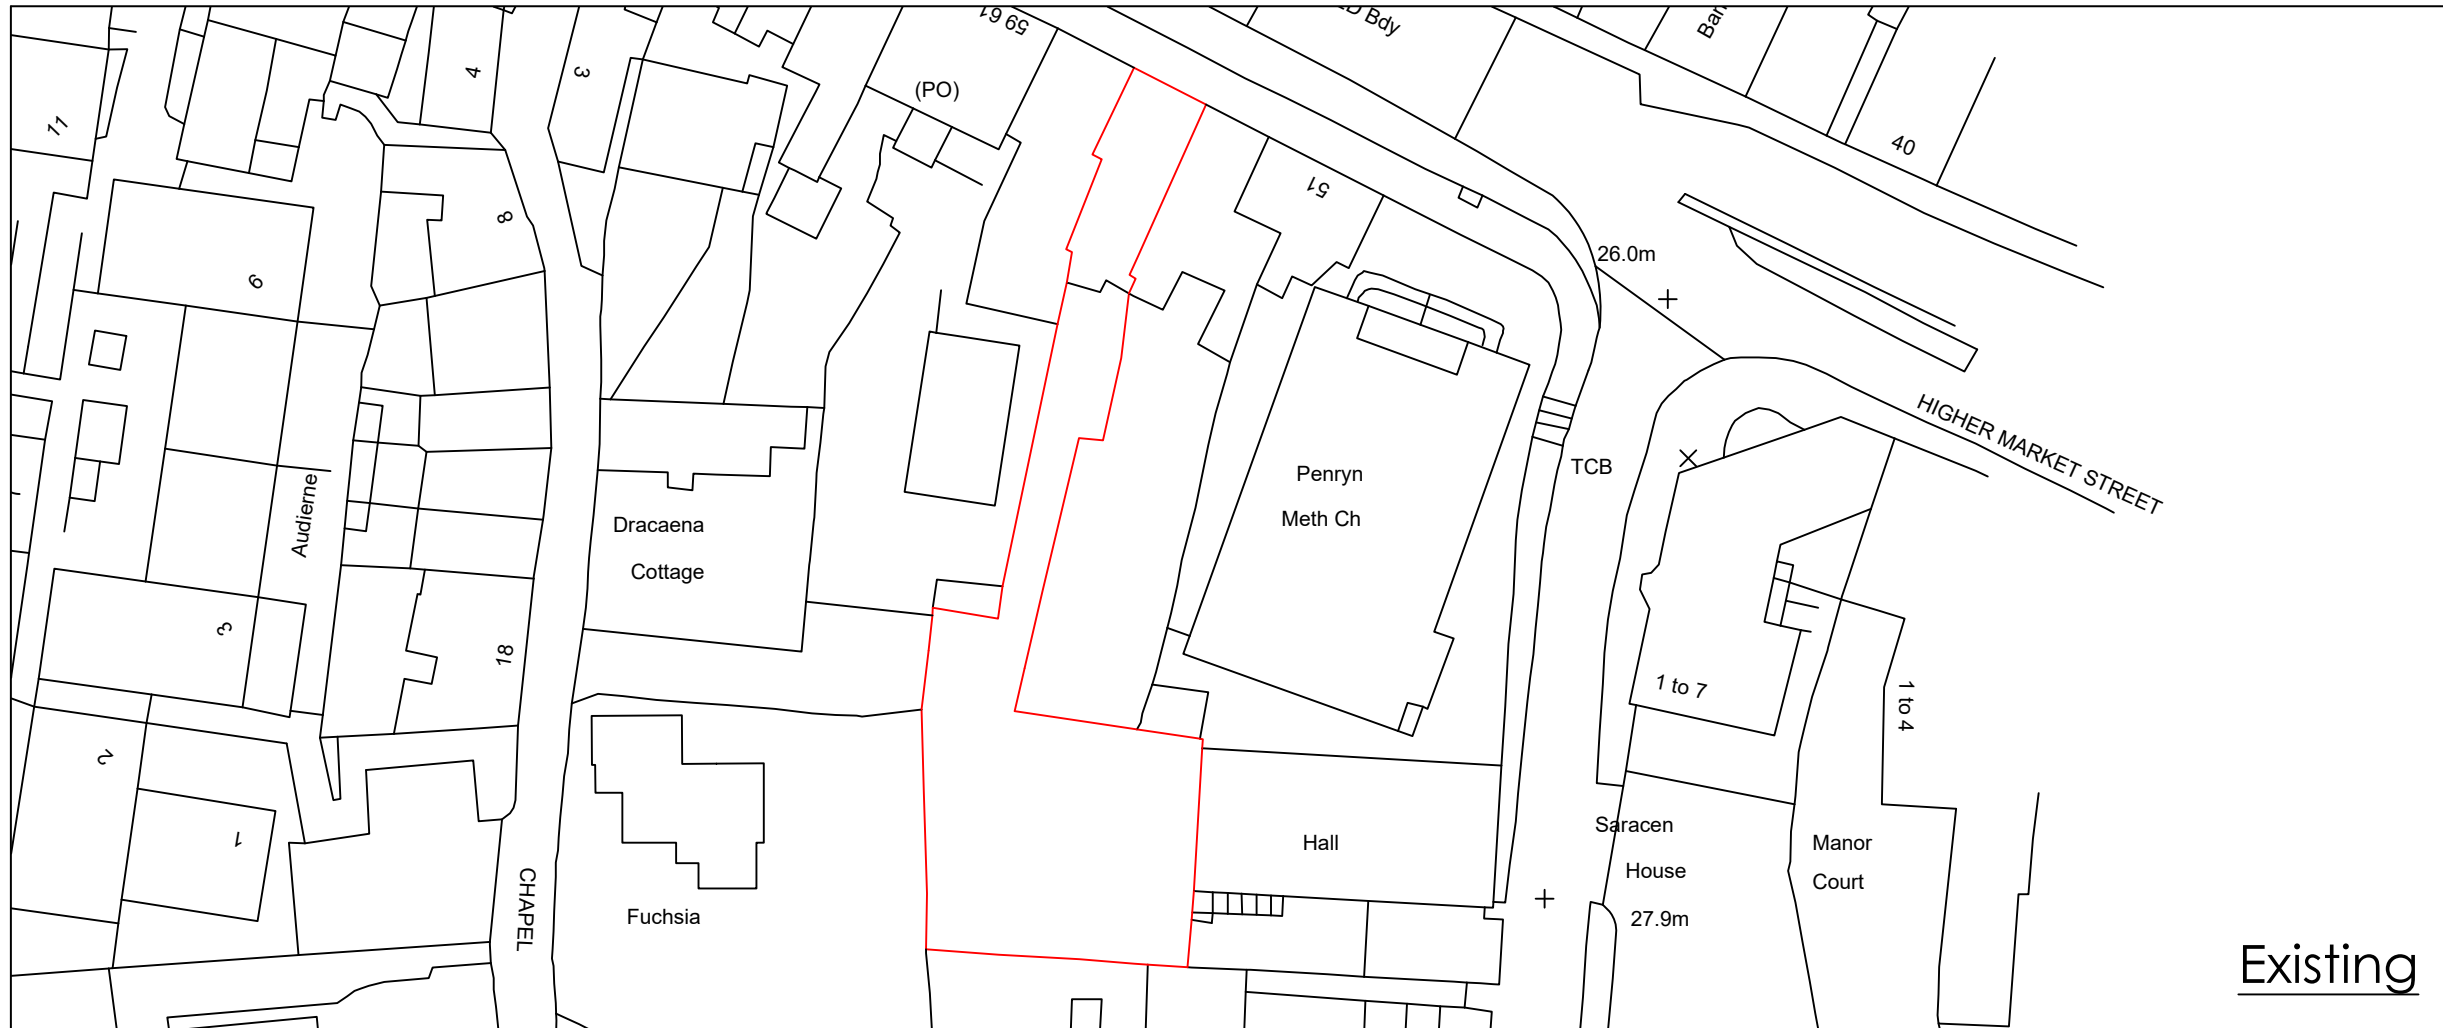 59 61
Bdy
4
3
(PO)
11
40
51
8
26.0m
9
HIGHER MARKET STREET
Penryn
Meth Ch
TCB
Audierne
Dracaena
Cottage
3
18
1 to 7
1 to 4
2
1
Hall
Saracen
House
27.9m
Manor
Court
CHAPEL
Fuchsia
Existing